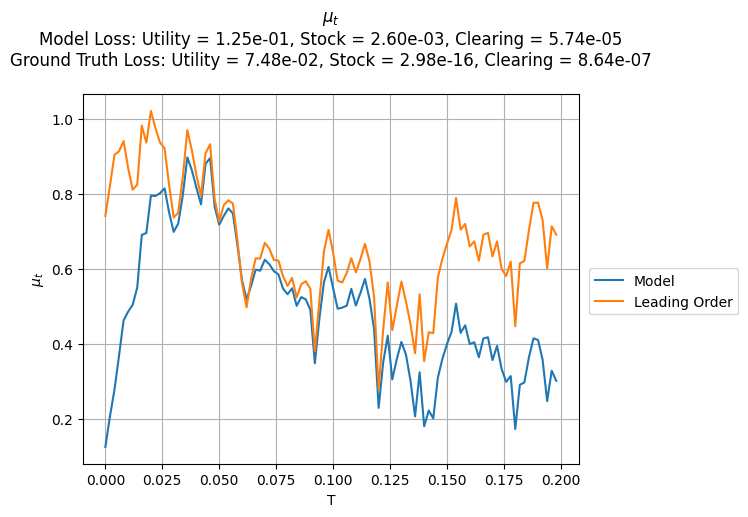 μt
Model Loss: Utility = 1.25e-01, Stock = 2.60e-03, Clearing = 5.74e-05
Ground Truth Loss: Utility = 7.48e-02, Stock = 2.98e-16, Clearing = 8.64e-07
1.0
0.8
0.6
0.4
0.2
μt
0.000 0.025 0.050 0.075 0.100 0.125 0.150 0.175 0.200
T
Model
Leading Order